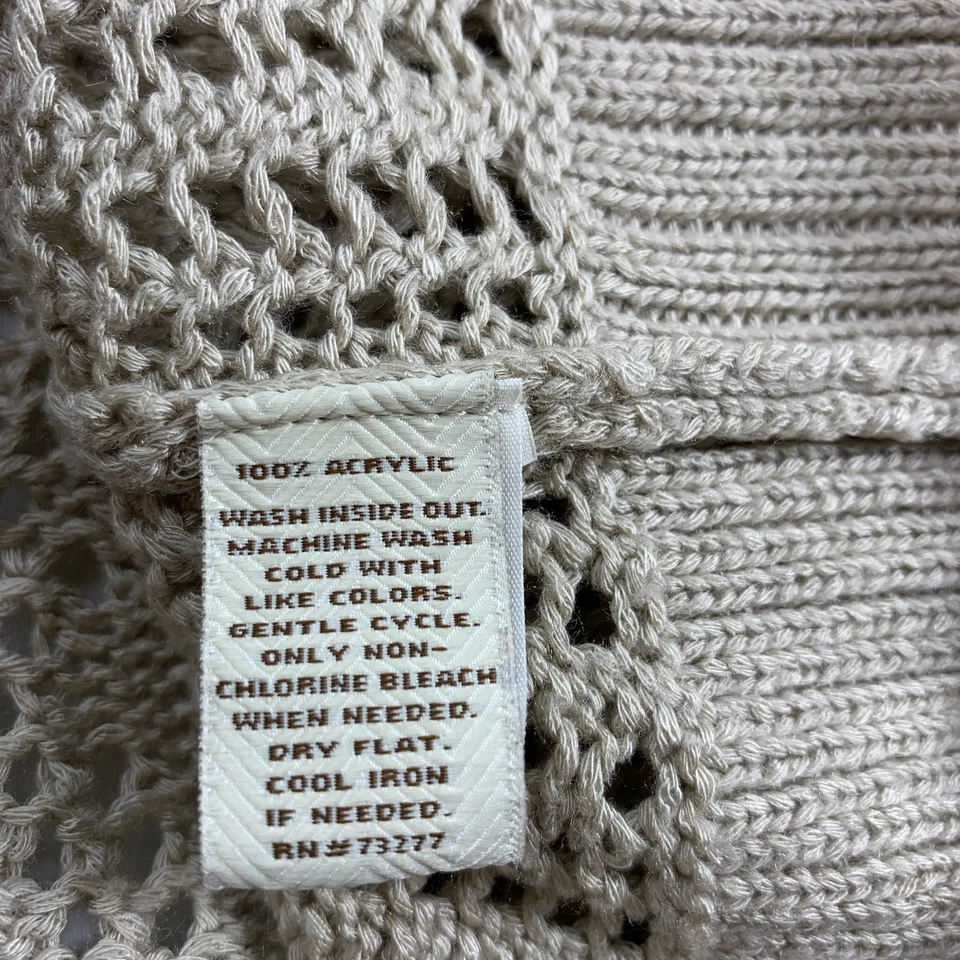 100% ACRYLIC
WASH INSIDE OUT.
MACHINE WASH
COLD WITH
LIKE COLORS.
GENTLE CYCLE.
ONLY NON-
CHLORINE BLEACH
WHEN NEEDED.
DRY FLAT.
COOL IRON
IF NEEDED.
RN#73277